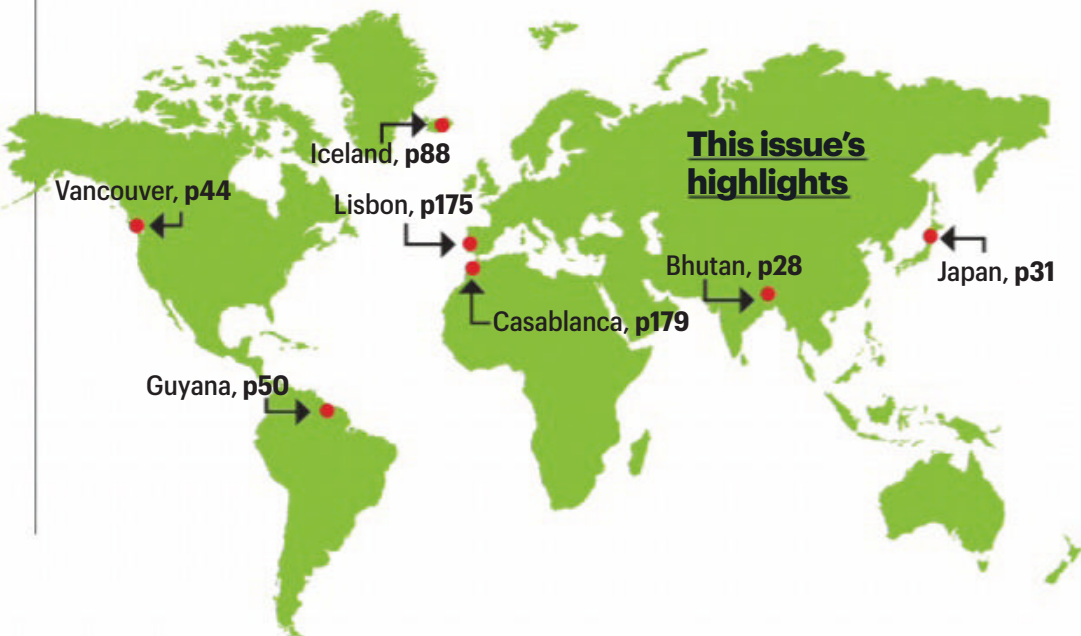 This issue's
highlights
Iceland, p88
Vancouver, p44
Lisbon, p175
Bhutan, p28
Japan, p31
Casablanca, p179
Guyana, p50